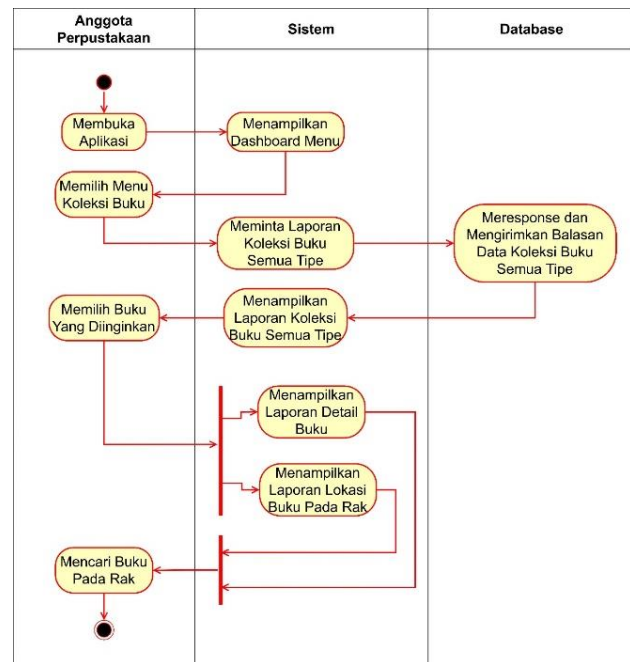 Anggota
Perpustakaan
Sistem
Database
Membuka
Aplikasi
Menampilkan
Dashboard Menu
Memilih Menu
Koleksi Buku
Meminta Laporan
Koleksi Buku
Semua Tipe
Meresponse dan
Mengirimkan Balasan
Data Koleksi Buku
Semua Tipe
Memilih Buku
Yang Diinginkan
Menampilkan
Laporan Koleksi
Buku Semua Tipe
Menampilkan
Laporan Detail
Buku
Menampilkan
Laporan Lokasi
Buku Pada Rak
Mencari Buku
Pada Rak